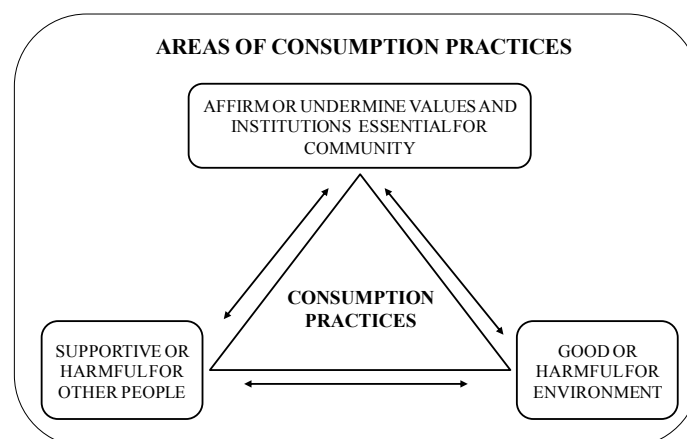 AREAS OF CONSUMPTION PRACTICES
AFFIRM OR UNDERMINE VALUES AND
INSTITUTIONS ESSENTIAL FOR
COMMUNITY
CONSUMPTION
PRACTICES
SUPPORTIVE OR
HARMFUL FOR
OTHER PEOPLE
GOOD OR
HARMFUL FOR
ENVIRONMENT